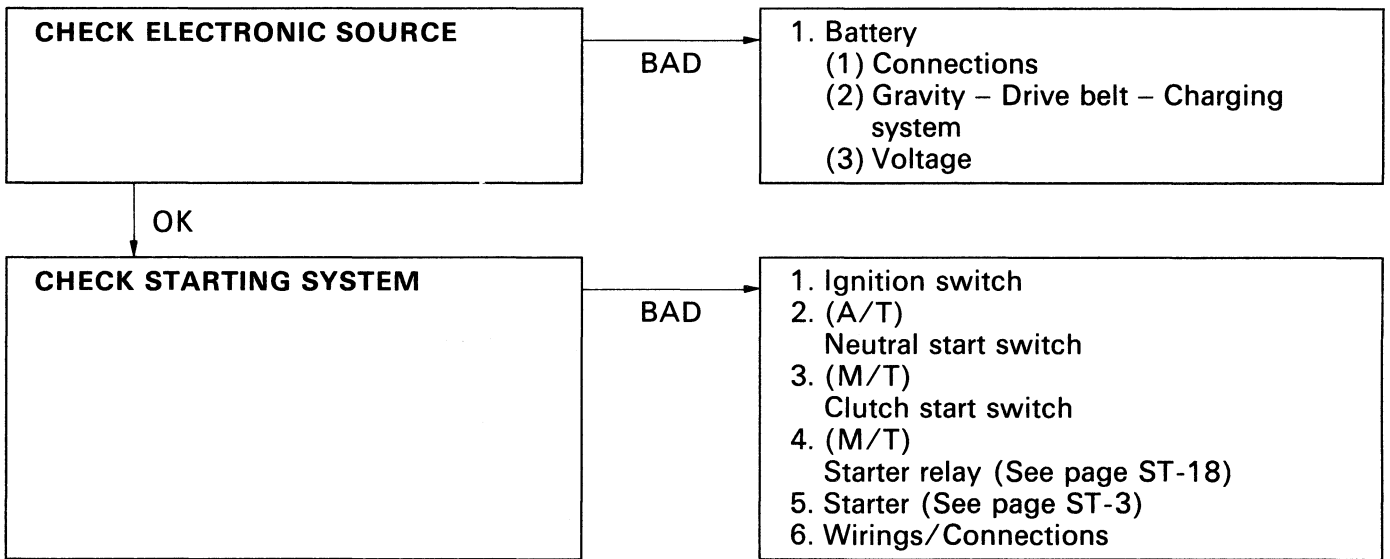 CHECK ELECTRONIC SOURCE
BAD
1. Battery
(1) Connections
(2) Gravity – Drive belt – Charging
system
(3) Voltage
OK
CHECK STARTING SYSTEM
BAD
1. Ignition switch
2. (A/T)
Neutral start switch
3. (M/T)
Clutch start switch
4. (M/T)
Starter relay (See page ST-18)
5. Starter (See page ST-3)
6. Wirings/Connections